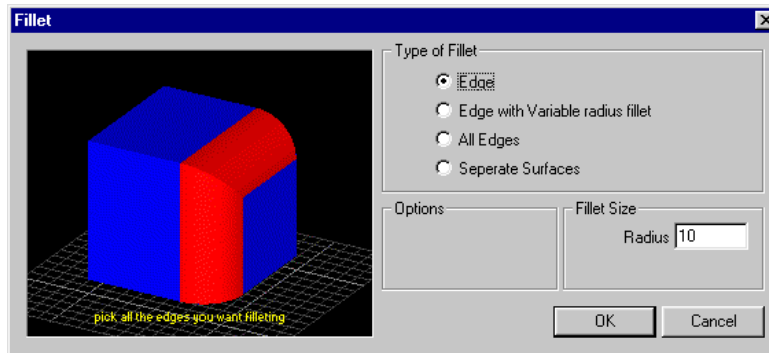 Fillet
pick all the edges you want filleting
Type of Fillet
Edge
Edge with Variable radius fillet
All Edges
Seperate Surfaces
Options
Fillet Size
Radius 10
OK
Cancel